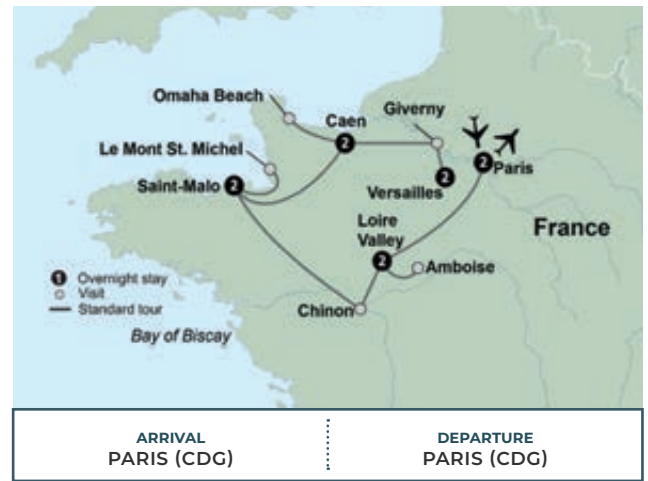 Omaha Beach
Caen
2
Giverny
Le Mont St. Michel
Saint-Malo
2
Versailles
2
2
Paris
France
Loire
Valley
2
Amboise
Chinon
1 Overnight stay
Visit
Standard tour
Bay of Biscay
ARRIVAL
PARIS (CDG)
DEPARTURE
PARIS (CDG)